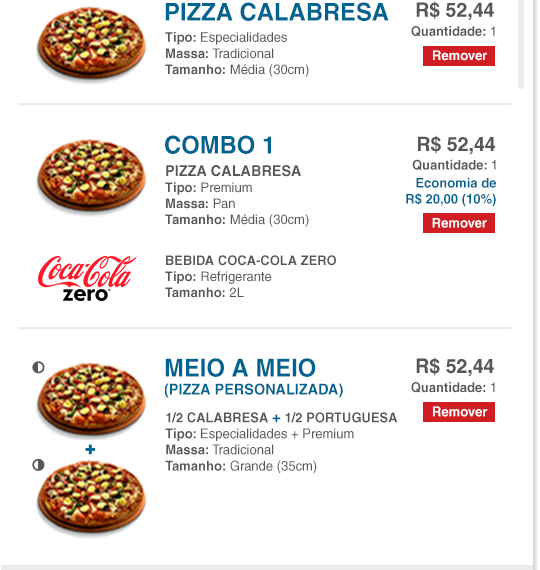 PIZZA CALABRESA
R$ 52,44
Tipo: Especialidades
Quantidade: 1
Massa: Tradicional
Remover
Tamanho: Média (30cm)
COMBO 1
R$ 52,44
PIZZA CALABRESA
Quantidade: 1
Tipo: Premium
Economia de
Massa: Pan
R$ 20,00 (10%)
Tamanho: Média (30cm)
Remover
Coca-Cola
zero
BEBIDA COCA-COLA ZERO
Tipo: Refrigerante
Tamanho: 2L
MEIO A MEIO
R$ 52,44
(PIZZA PERSONALIZADA)
Quantidade: 1
Remover
1/2 CALABRESA + 1/2 PORTUGUESA
Tipo: Especialidades + Premium
Massa: Tradicional
Tamanho: Grande (35cm)
+